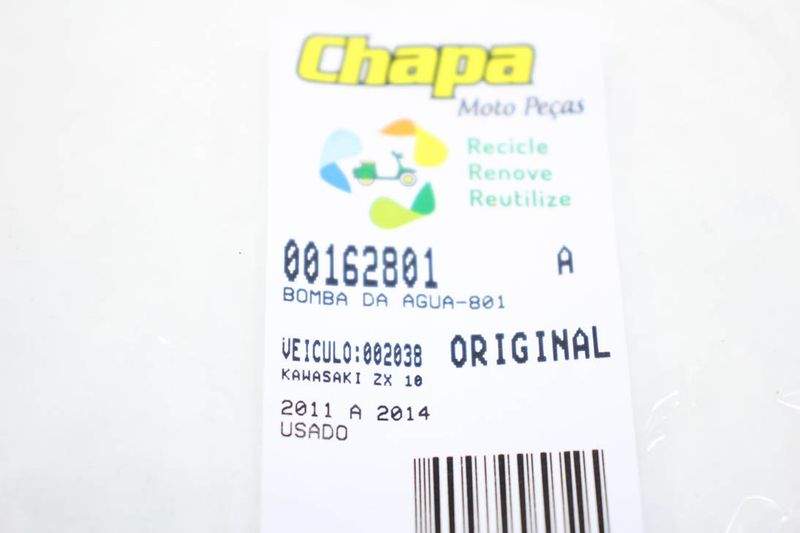 Chapa
Moto Peças
Recicle
Renove
Reutilize
00162801 A
BOMBA DA AGUA-801
VEICULO:002038 ORIGINAL
KAWASAKI ZX 10
2011 A 2014
USADO